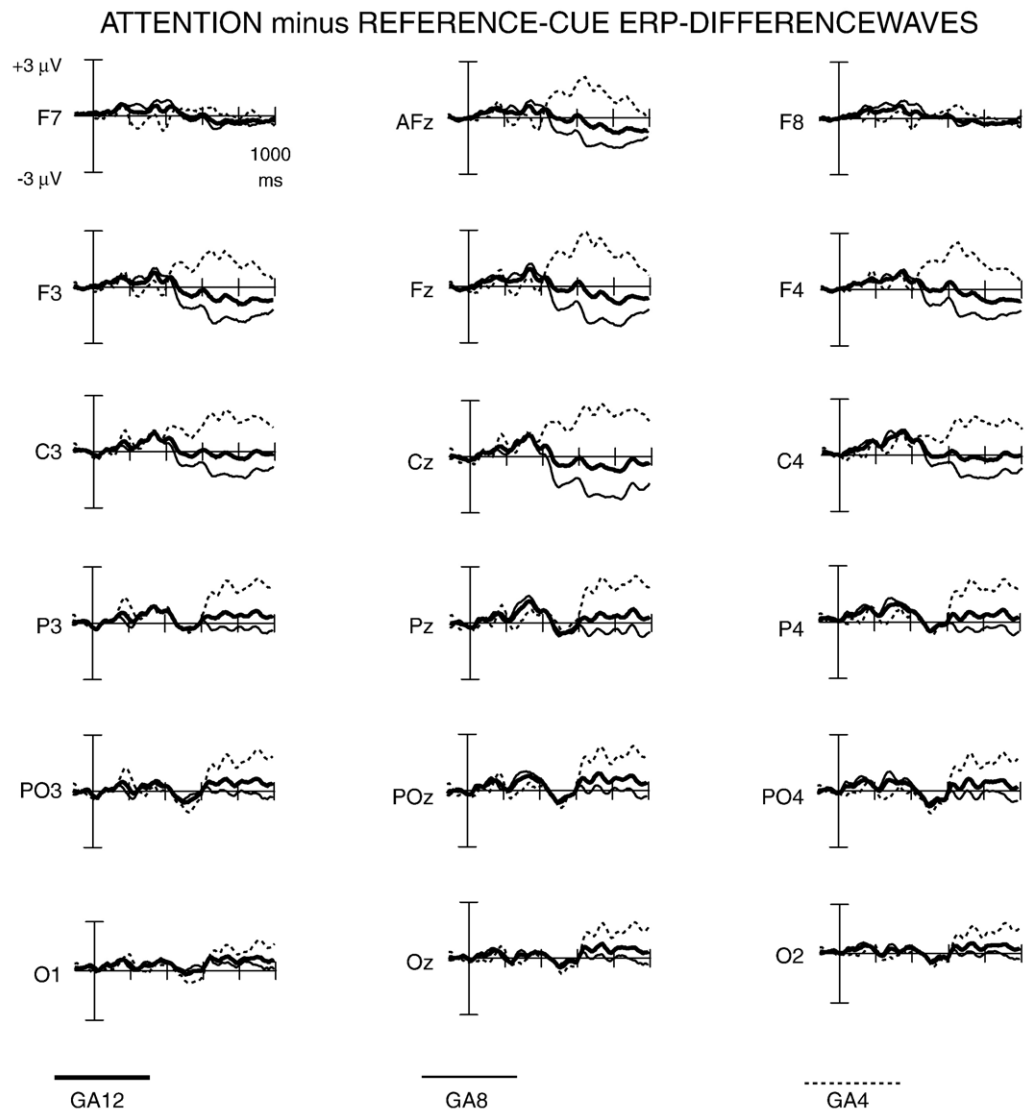 ATTENTION minus REFERENCE-CUE ERP-DIFFERENCEWAVES
+3 µV
F7
-3 µV
1000
ms
AFz
F8
F3
Fz
F4
C3
Cz
C4
P3
Pz
P4
PO3
POz
PO4
O1
Oz
O2
GA12
GA8
GA4